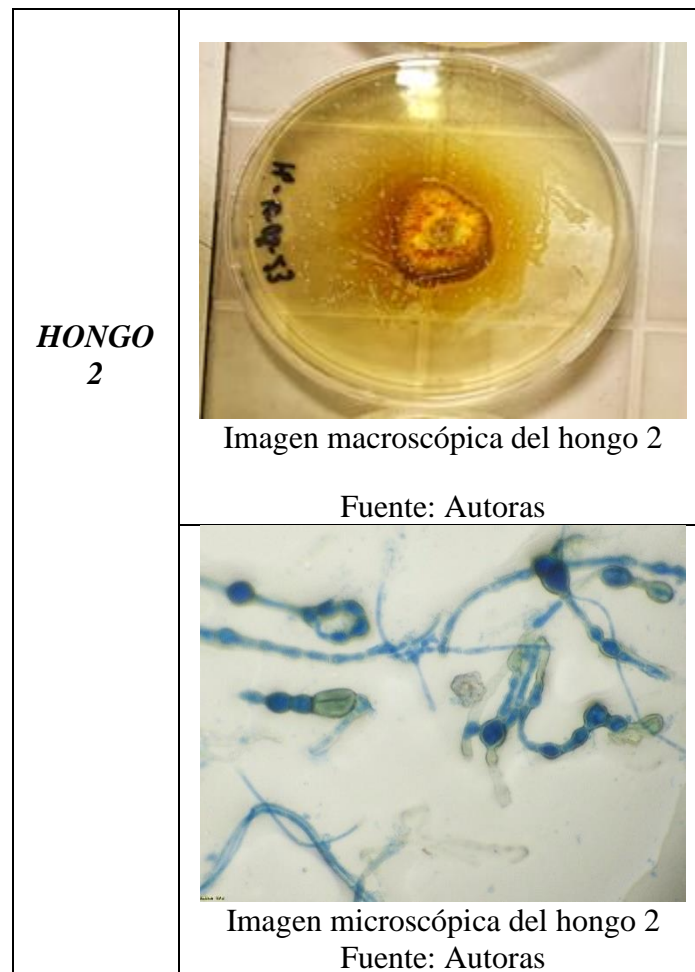 HONGO
2
Imagen macroscópica del hongo 2
Fuente: Autoras
Imagen microscópica del hongo 2
Fuente: Autoras